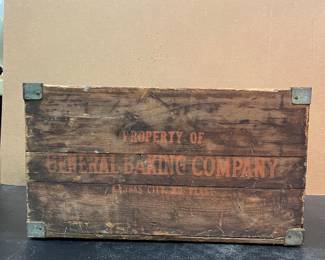 PROPERTY OF
GENERAL BAKING COMPANY